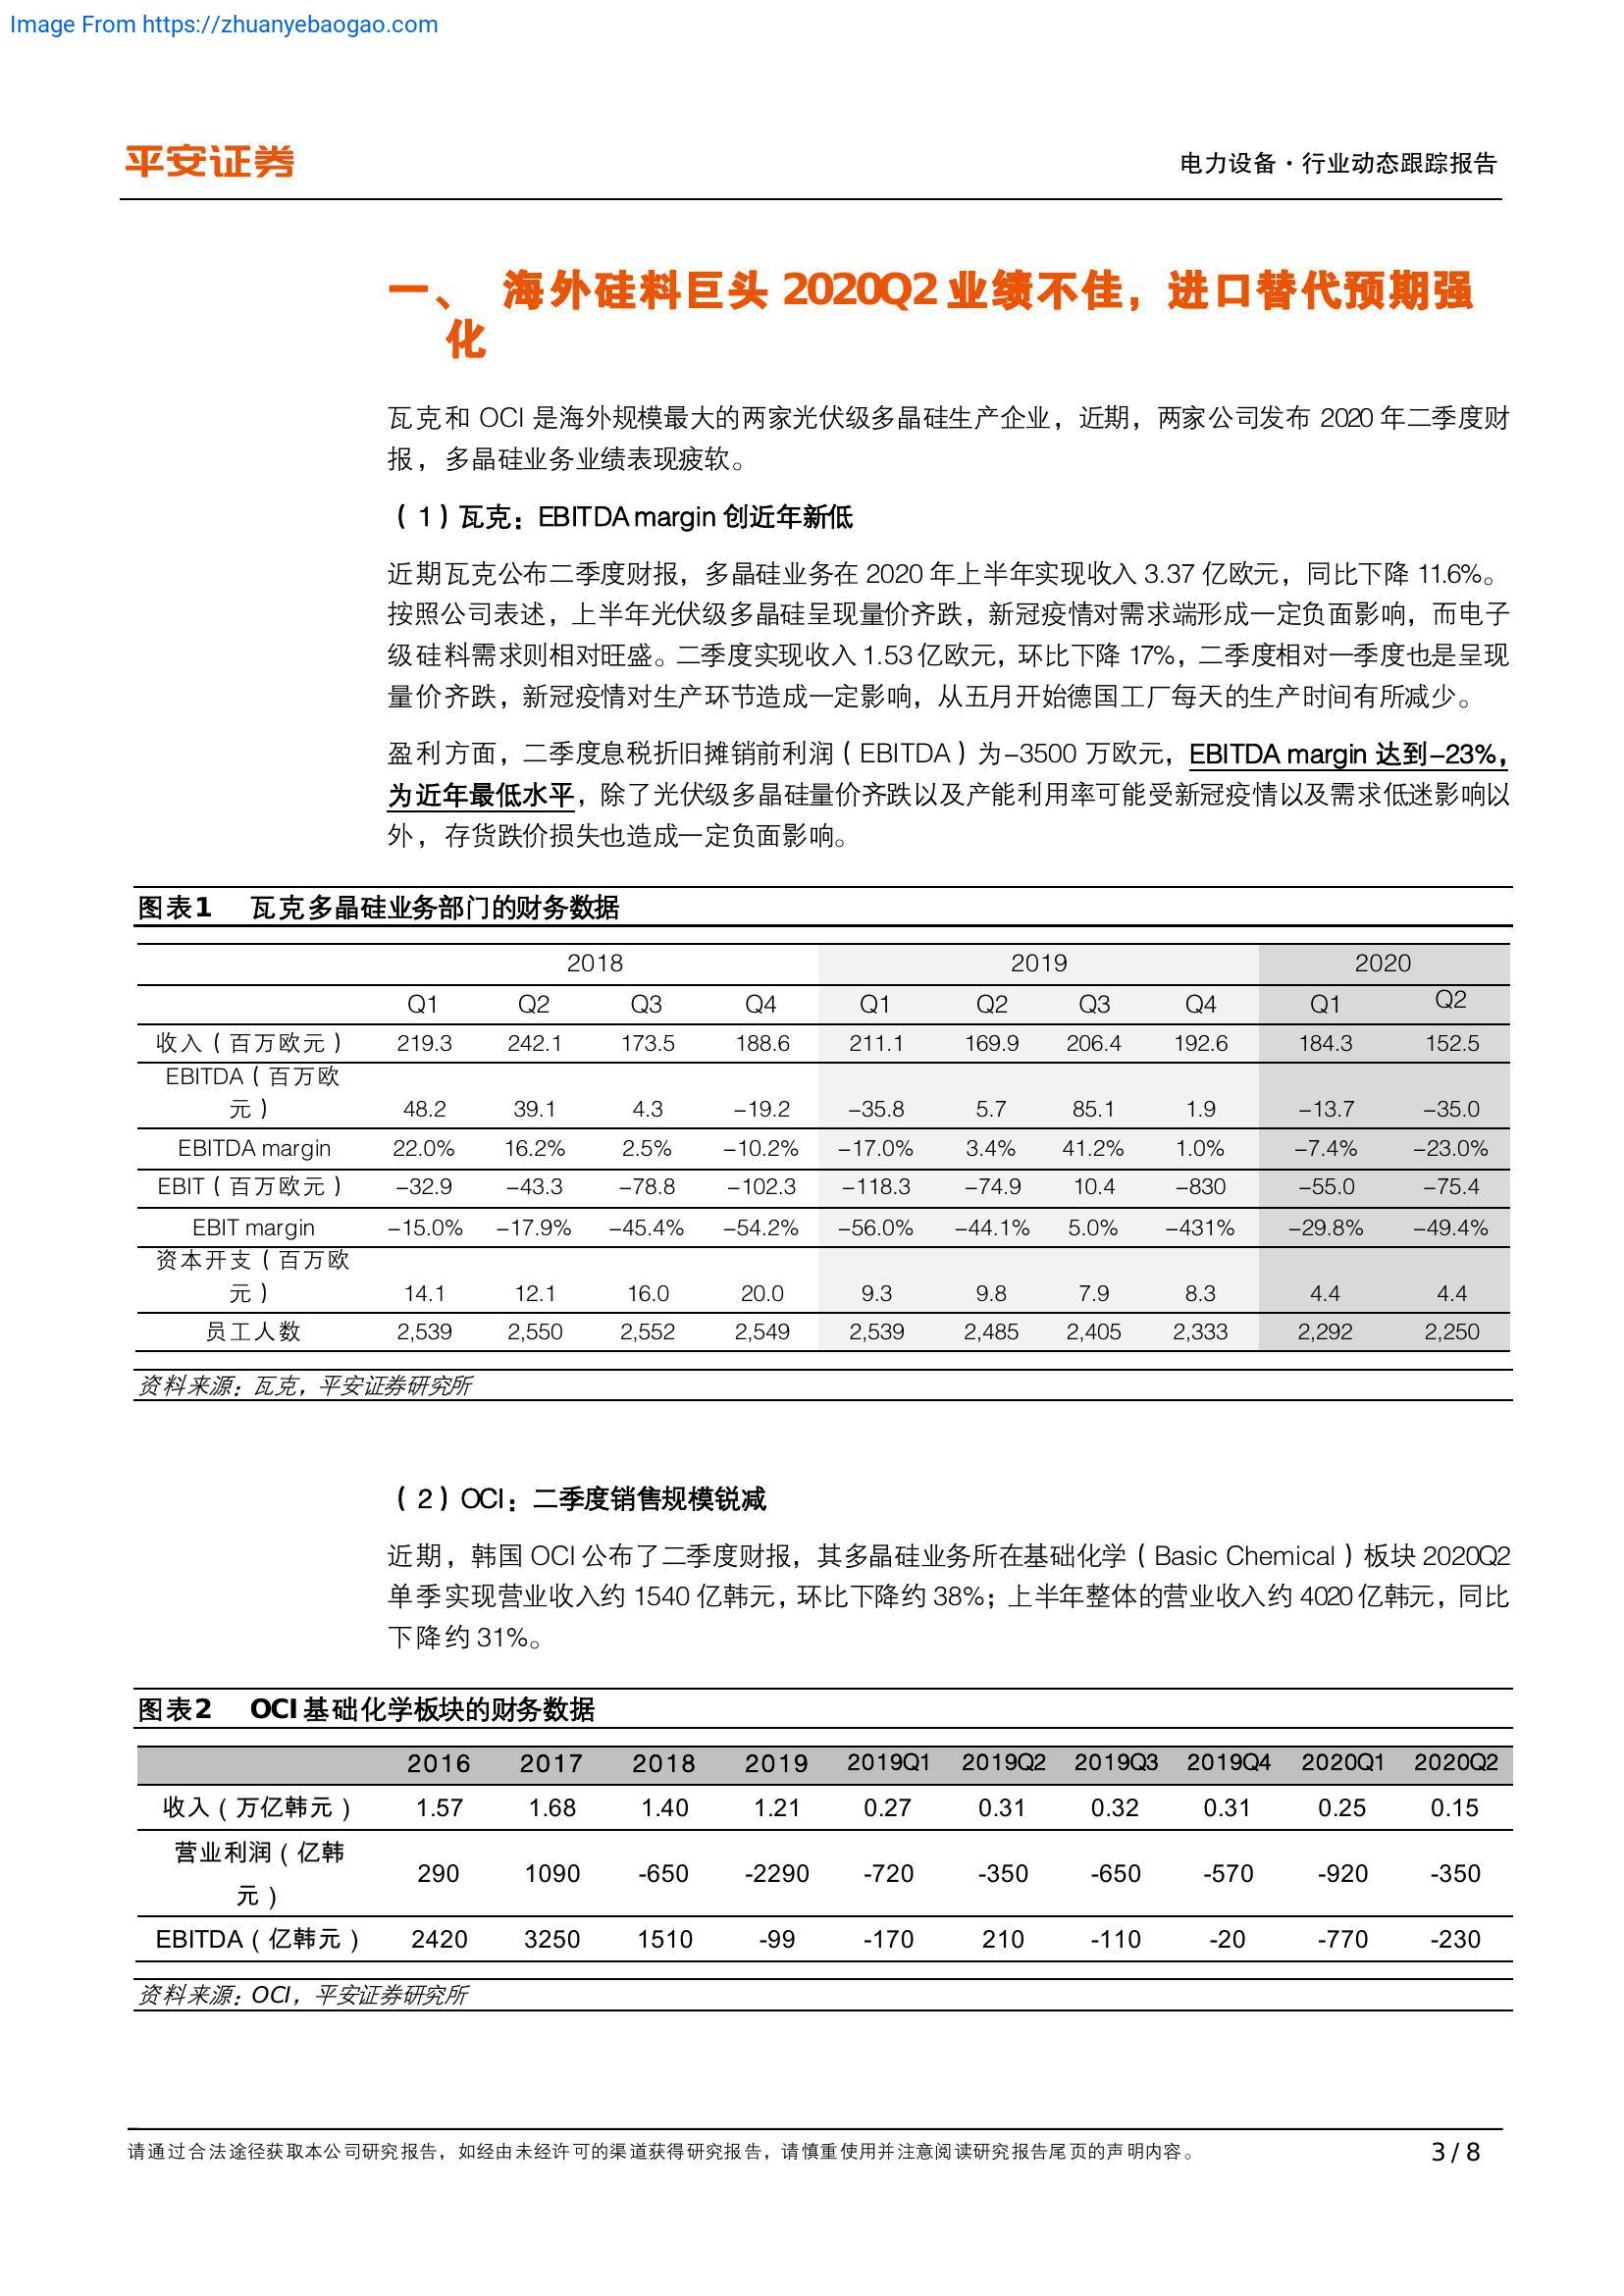 Image From https://zhuanyebaogao.com
平安证券
电力设备·行业动态跟踪报告
一、 海外硅料巨头 2020Q2 业绩不佳，进口替代预期强
化
瓦克和 OCI 是海外规模最大的两家光伏级多晶硅生产企业，近期，两家公司发布 2020 年二季度财
报，多晶硅业务业绩表现疲软。
（1）瓦克：EBITDA margin 创近年新低
近期瓦克公布二季度财报，多晶硅业务在 2020 年上半年实现收入 3.37 亿欧元，同比下降 11.6%。
按照公司表述，上半年光伏级多晶硅呈现量价齐跌，新冠疫情对需求端形成一定负面影响，而电子
级硅料需求则相对旺盛。二季度实现收入 1.53 亿欧元，环比下降 17%，二季度相对一季度也是呈现
量价齐跌，新冠疫情对生产环节造成一定影响，从五月开始德国工厂每天的生产时间有所减少。
盈利方面，二季度息税折旧摊销前利润（EBITDA）为-3500 万欧元，EBITDA margin 达到-23%，
为近年最低水平，除了光伏级多晶硅量价齐跌以及产能利用率可能受新冠疫情以及需求低迷影响以
外，存货跌价损失也造成一定负面影响。
图表1 瓦克多晶硅业务部门的财务数据
2018 2019 2020
Q1 Q2 Q3 Q4 Q1 Q2 Q3 Q4 Q1 Q2
收入（百万欧元） 219.3 242.1 173.5 188.6 211.1 169.9 206.4 192.6 184.3 152.5
EBITDA（百万欧
元） 48.2 39.1 4.3 -19.2 -35.8 5.7 85.1 1.9 -13.7 -35.0
EBITDA margin 22.0% 16.2% 2.5% -10.2% -17.0% 3.4% 41.2% 1.0% -7.4% -23.0%
EBIT（百万欧元） -32.9 -43.3 -78.8 -102.3 -118.3 -74.9 10.4 -830 -55.0 -75.4
EBIT margin -15.0% -17.9% -45.4% -54.2% -56.0% -44.1% 5.0% -431% -29.8% -49.4%
资本开支（百万欧
元） 14.1 12.1 16.0 20.0 9.3 9.8 7.9 8.3 4.4 4.4
员工人数 2,539 2,550 2,552 2,549 2,539 2,485 2,405 2,333 2,292 2,250
资料来源：瓦克，平安证券研究所
（2）OCI：二季度销售规模锐减
近期，韩国 OCI 公布了二季度财报，其多晶硅业务所在基础化学（Basic Chemical）板块 2020Q2
单季实现营业收入约 1540 亿韩元，环比下降约 38%；上半年整体的营业收入约 4020 亿韩元，同比
下降约 31%。
图表2 OCI 基础化学板块的财务数据
2016 2017 2018 2019 2019Q1 2019Q2 2019Q3 2019Q4 2020Q1 2020Q2
收入（万亿韩元） 1.57 1.68 1.40 1.21 0.27 0.31 0.32 0.31 0.25 0.15
营业利润（亿韩
元） 290 1090 -650 -2290 -720 -350 -650 -570 -920 -350
EBITDA（亿韩元） 2420 3250 1510 -99 -170 210 -110 -20 -770 -230
资料来源：OCI，平安证券研究所
请通过合法途径获取本公司研究报告，如经由未经许可的渠道获得研究报告，请慎重使用并注意阅读研究报告尾页的声明内容。 3 / 8